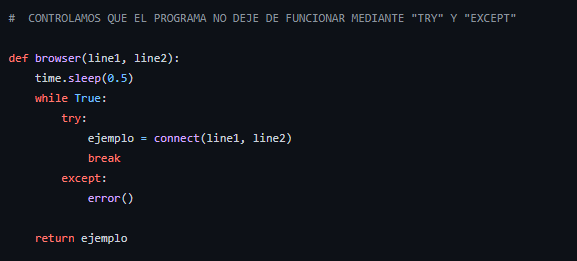 #  CONTROLAMOS QUE EL PROGRAMA NO DEJE DE FUNCIONAR MEDIANTE "TRY" Y "EXCEPT"
def browser(line1, line2):
    time.sleep(0.5)
    while True:
        try:
            ejemplo = connect(line1, line2)
            break
        except:
            error()
    return ejemplo